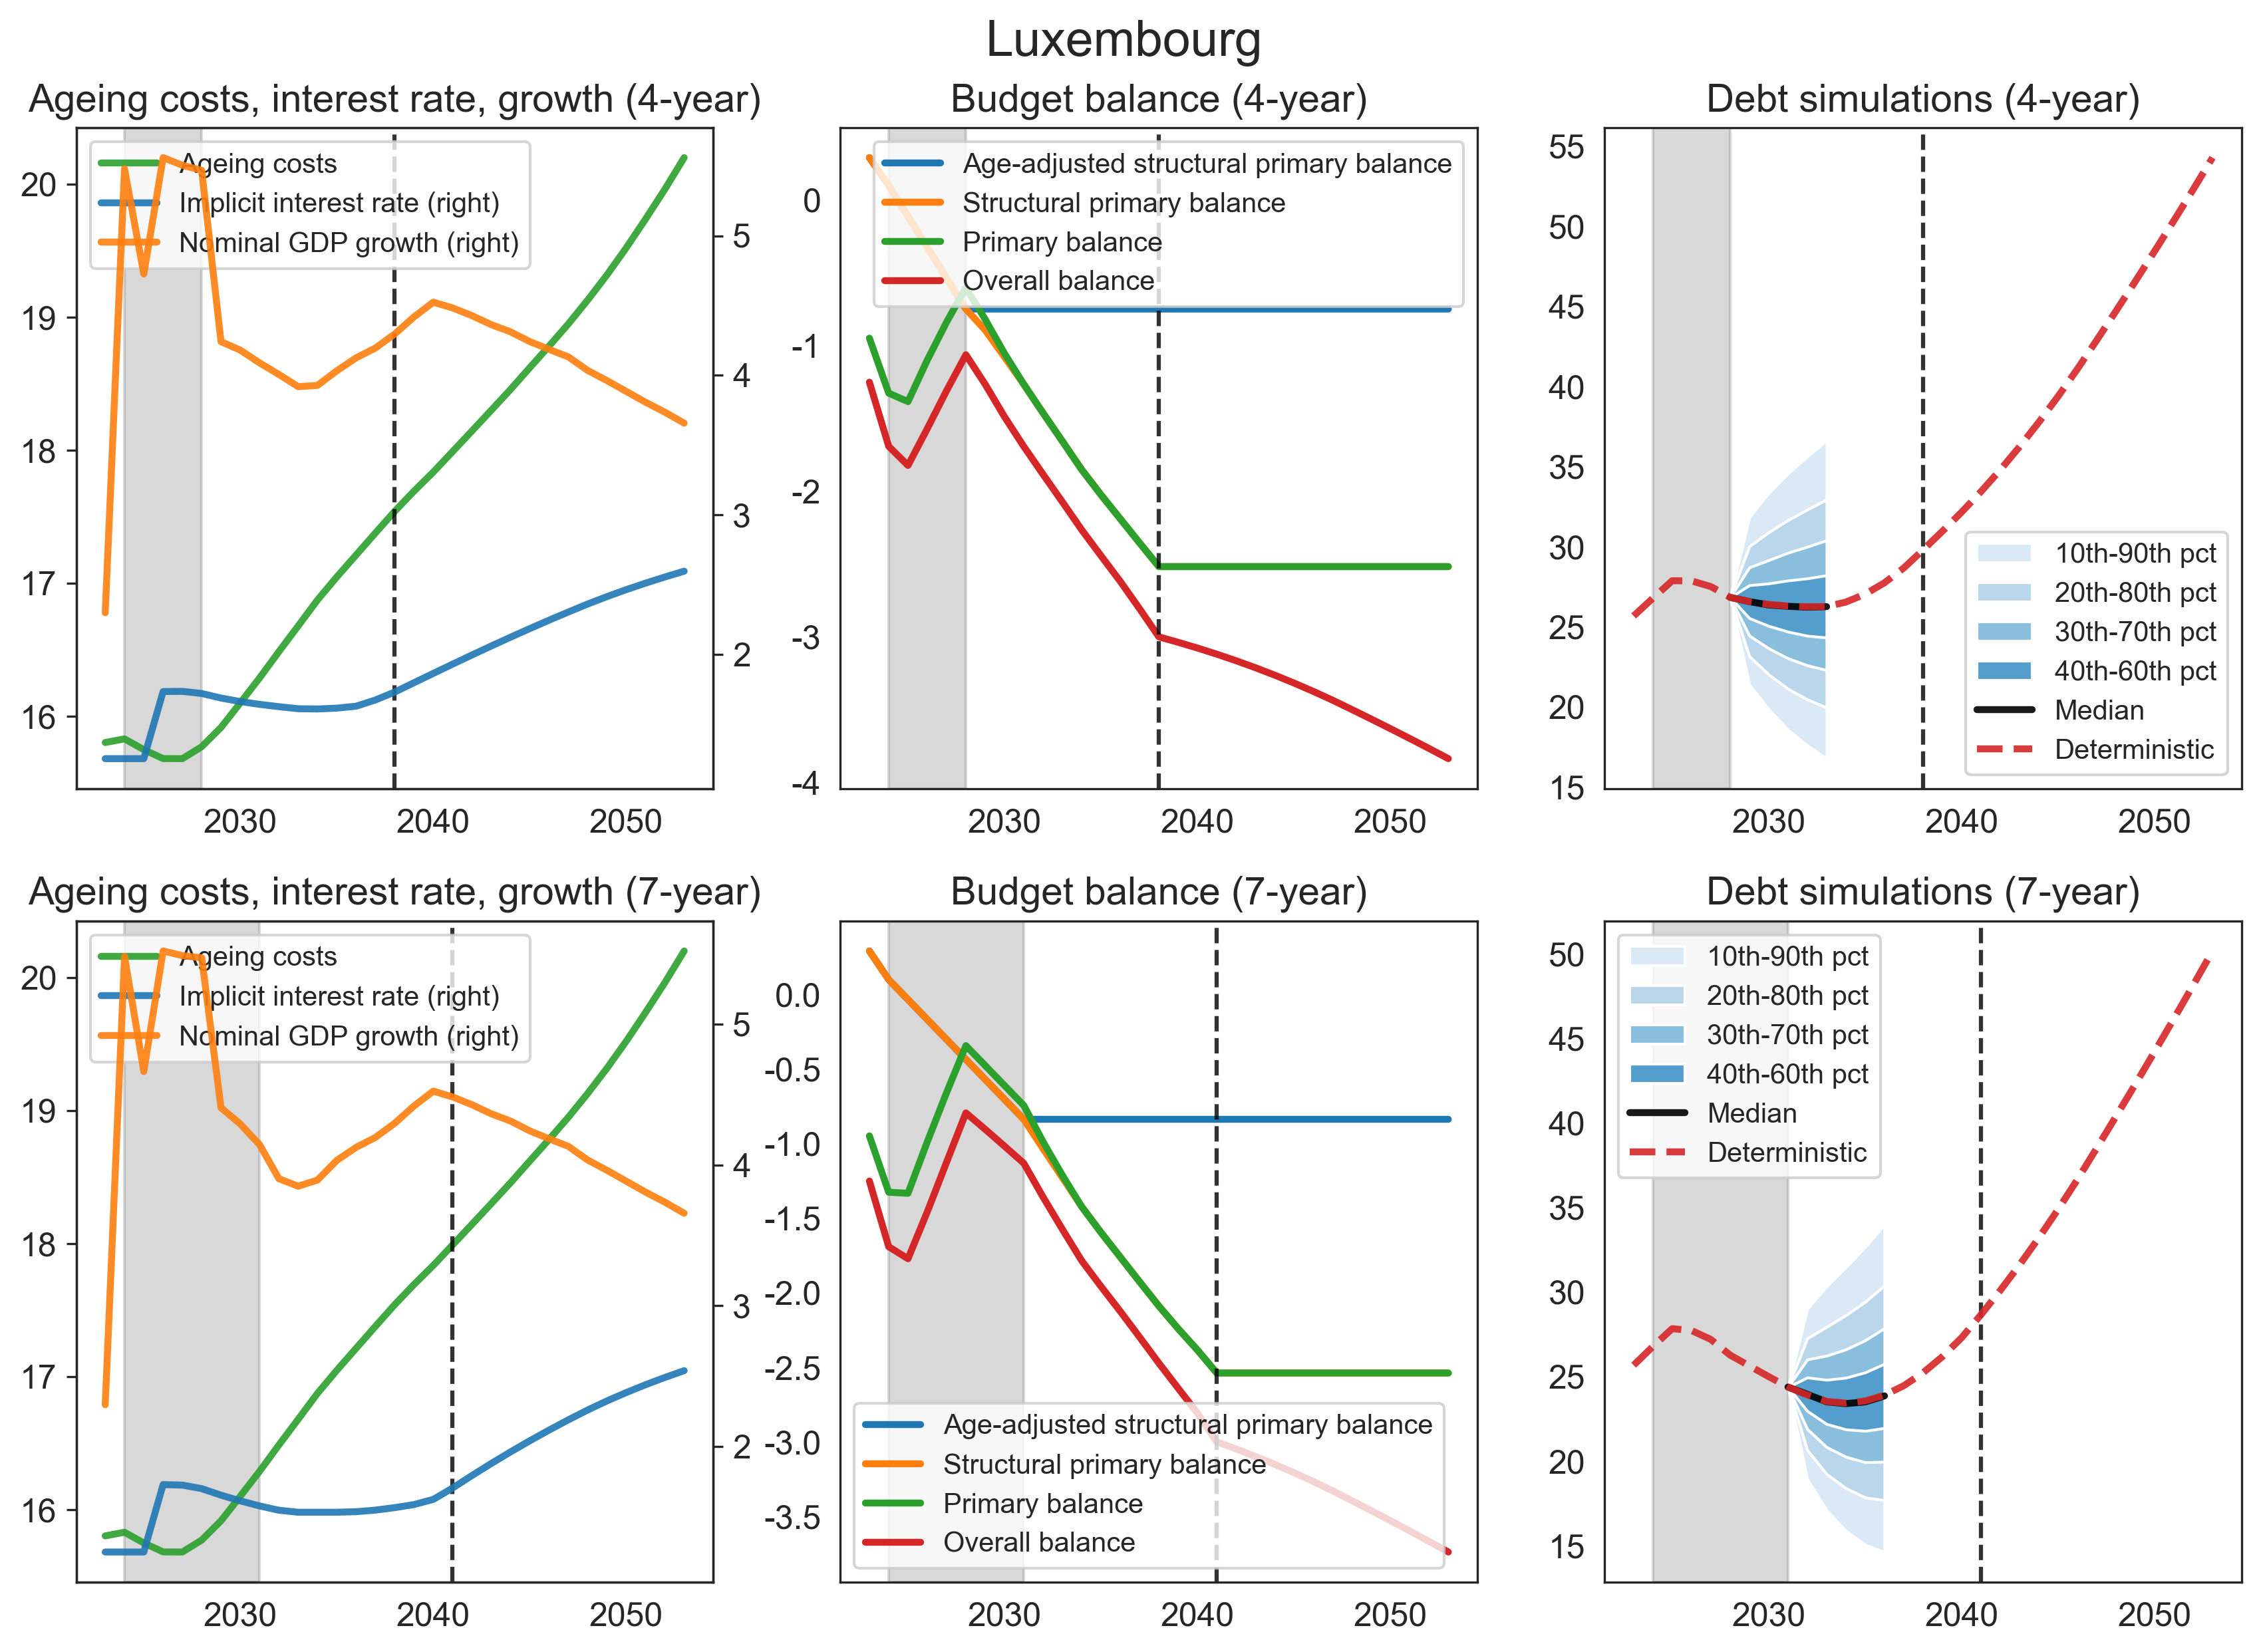 Luxembourg
Ageing costs, interest rate, growth (4-year)
Ageing costs
Implicit interest rate (right)
Nominal GDP growth (right)
20
19
18
17
16
5
4
3
2
2030 2040 2050
Budget balance (4-year)
Age-adjusted structural primary balance
Structural primary balance
Primary balance
Overall balance
0
-1
-2
-3
-4
2030 2040 2050
Debt simulations (4-year)
55
50
45
40
35
30
25
20
15
10th-90th pct
20th-80th pct
30th-70th pct
40th-60th pct
Median
Deterministic
2030 2040 2050
Ageing costs, interest rate, growth (7-year)
Ageing costs
Implicit interest rate (right)
Nominal GDP growth (right)
20
19
18
17
16
5
4
3
2
2030 2040 2050
Budget balance (7-year)
0.0
-0.5
-1.0
-1.5
-2.0
-2.5
-3.0
-3.5
Age-adjusted structural primary balance
Structural primary balance
Primary balance
Overall balance
2030 2040 2050
Debt simulations (7-year)
10th-90th pct
20th-80th pct
30th-70th pct
40th-60th pct
Median
Deterministic
50
45
40
35
30
25
20
15
2030 2040 2050